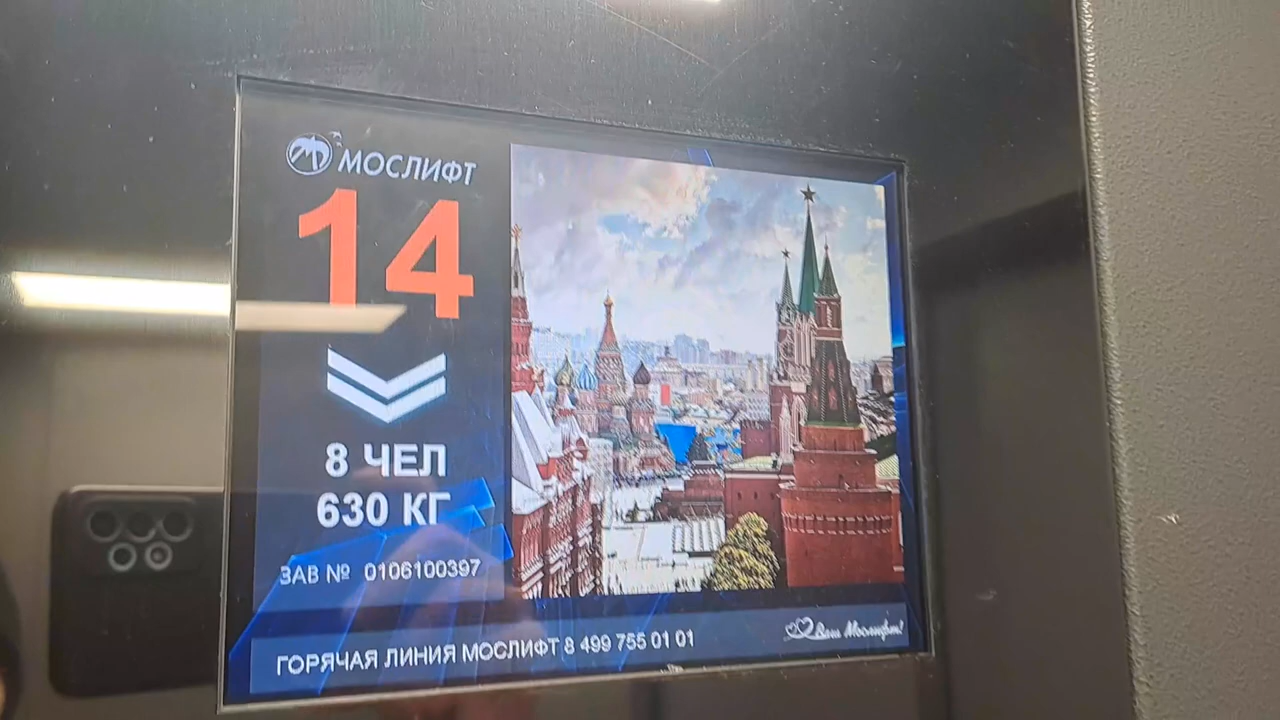 МОСЛИФТ
14
8 ЧЕЛ
630 КГ
ЗАВ № 0106100397
ГОРЯЧАЯ ЛИНИЯ МОСЛИФТ 8 499 755 01 01
Ваш Мослифт!